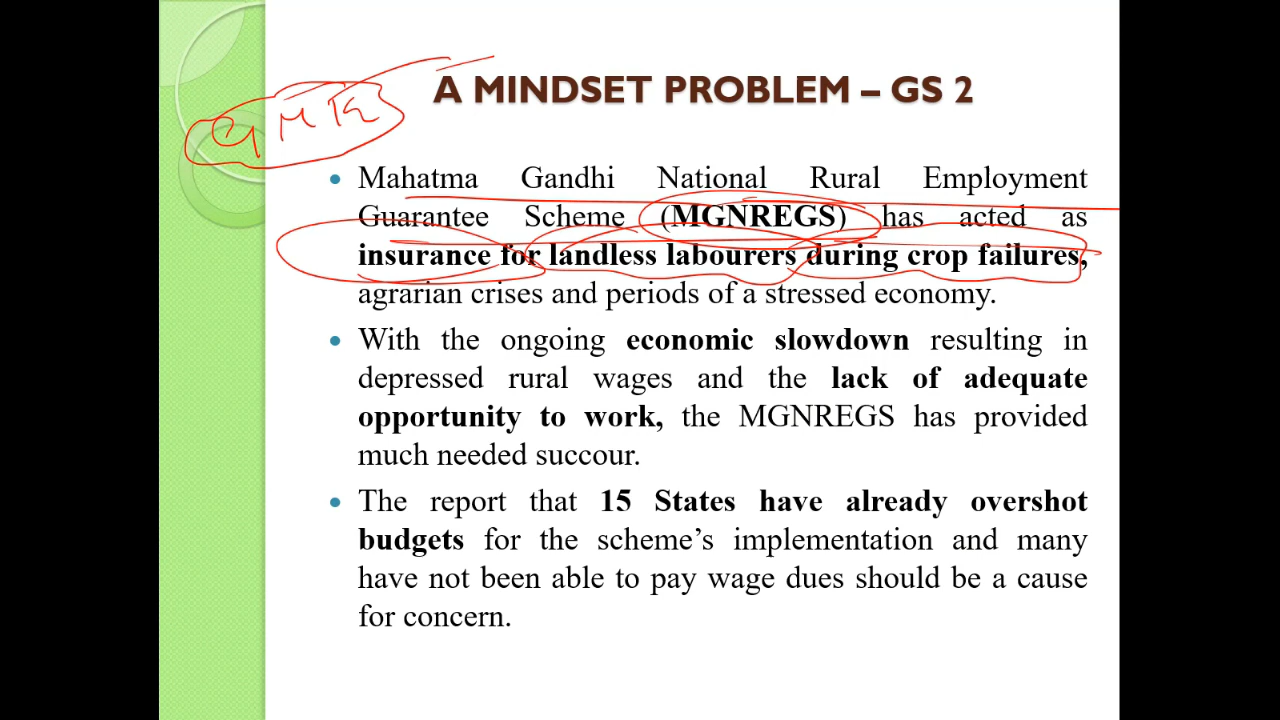 A MINDSET PROBLEM – GS 2
Mahatma Gandhi National Rural Employment
Guarantee Scheme (MGNREGS) has acted as
insurance for landless labourers during crop failures,
agrarian crises and periods of a stressed economy.
With the ongoing economic slowdown resulting in
depressed rural wages and the lack of adequate
opportunity to work, the MGNREGS has provided
much needed succour.
The report that 15 States have already overshot
budgets for the scheme's implementation and many
have not been able to pay wage dues should be a cause
for concern.